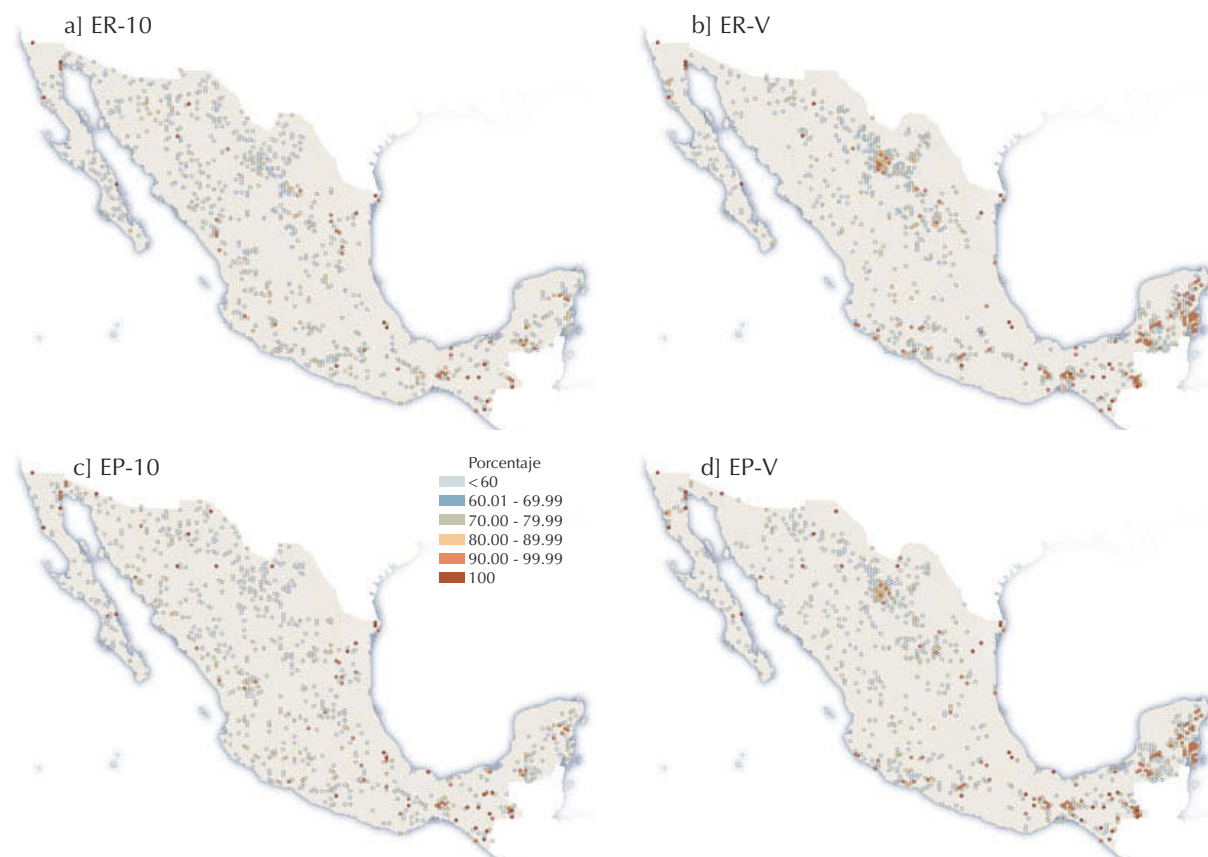 a] ER-10
b] ER-V
c] EP-10
Porcentaje
<60
60.01 - 69.99
70.00 - 79.99
80.00 - 89.99
90.00 - 99.99
100
d] EP-V